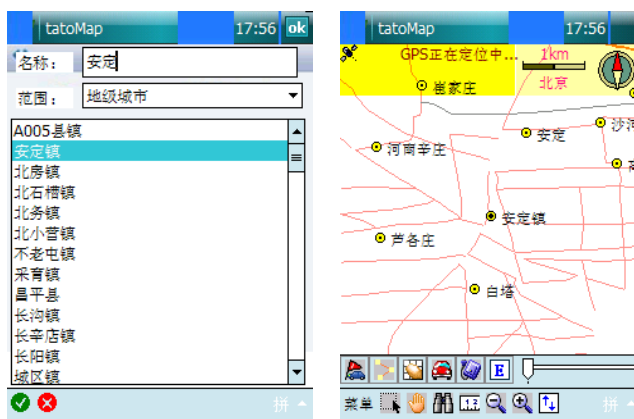 tatoMap 17:56 ok
名称： 安定
范围： 地级城市
A005县镇
安定镇
北房镇
北石槽镇
北务镇
北小营镇
不老屯镇
采育镇
昌平县
长沟镇
长辛店镇
长阳镇
城区镇
拼
tatoMap 17:56
GPS正在定位中... 1km
北京
崔家庄
安定
沙河
河南辛庄
安定镇
芦各庄
白塔
E
菜单
拼